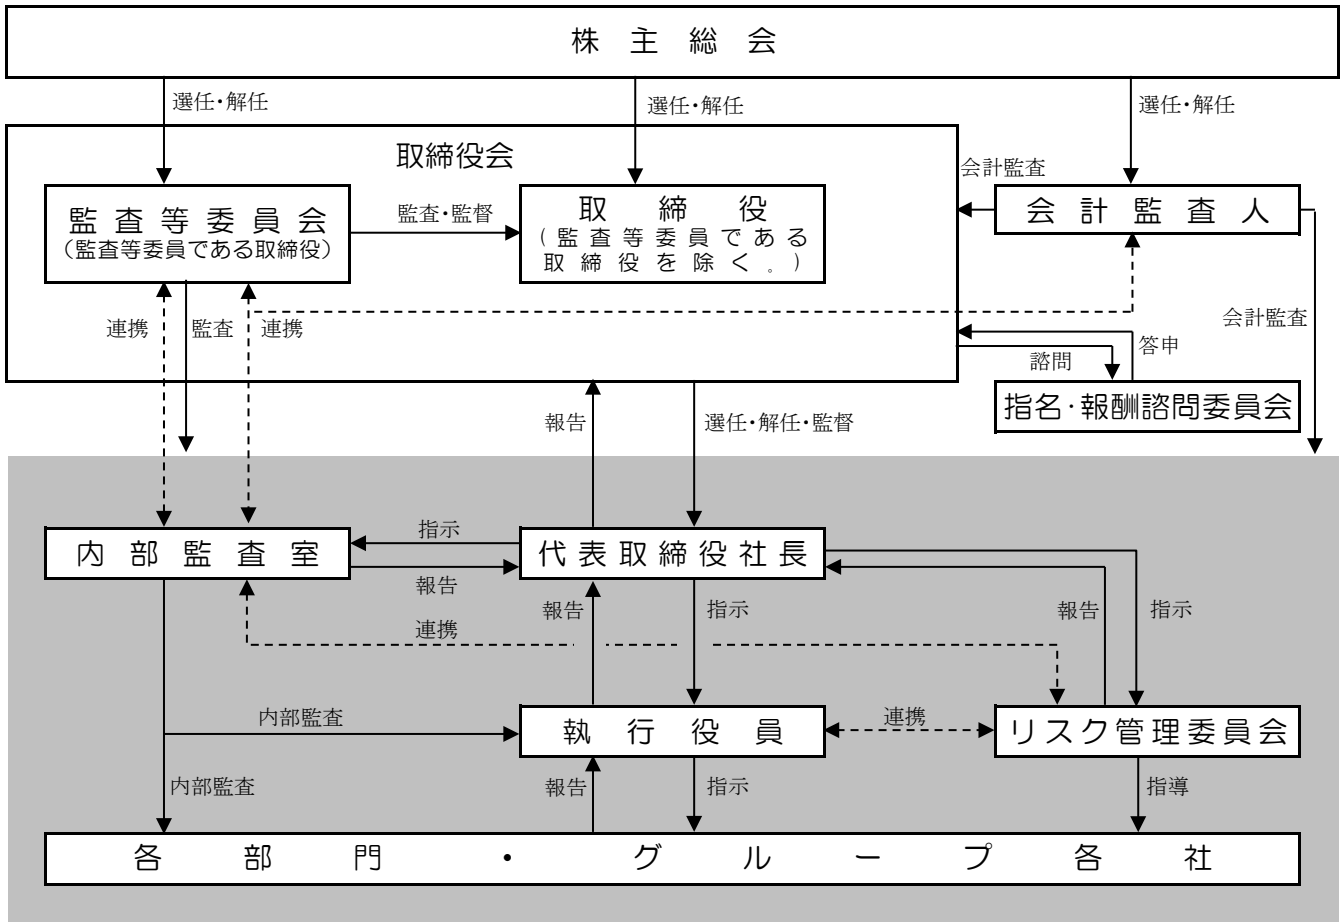 株主総会
選任・解任
選任・解任
選任・解任
取締役会
会計監査
監査等委員会
(監査等委員である取締役)
監査・監督
取締役
(監査等委員である
取締役を除く。)
会計監査人
連携
監査
連携
会計監査
答申
諮問
指名・報酬諮問委員会
報告
選任・解任・監督
内部監査室
指示
報告
代表取締役社長
報告
指示
報告
指示
連携
内部監査
執行役員
連携
リスク管理委員会
内部監査
報告
指示
指導
各部門・グループ各社